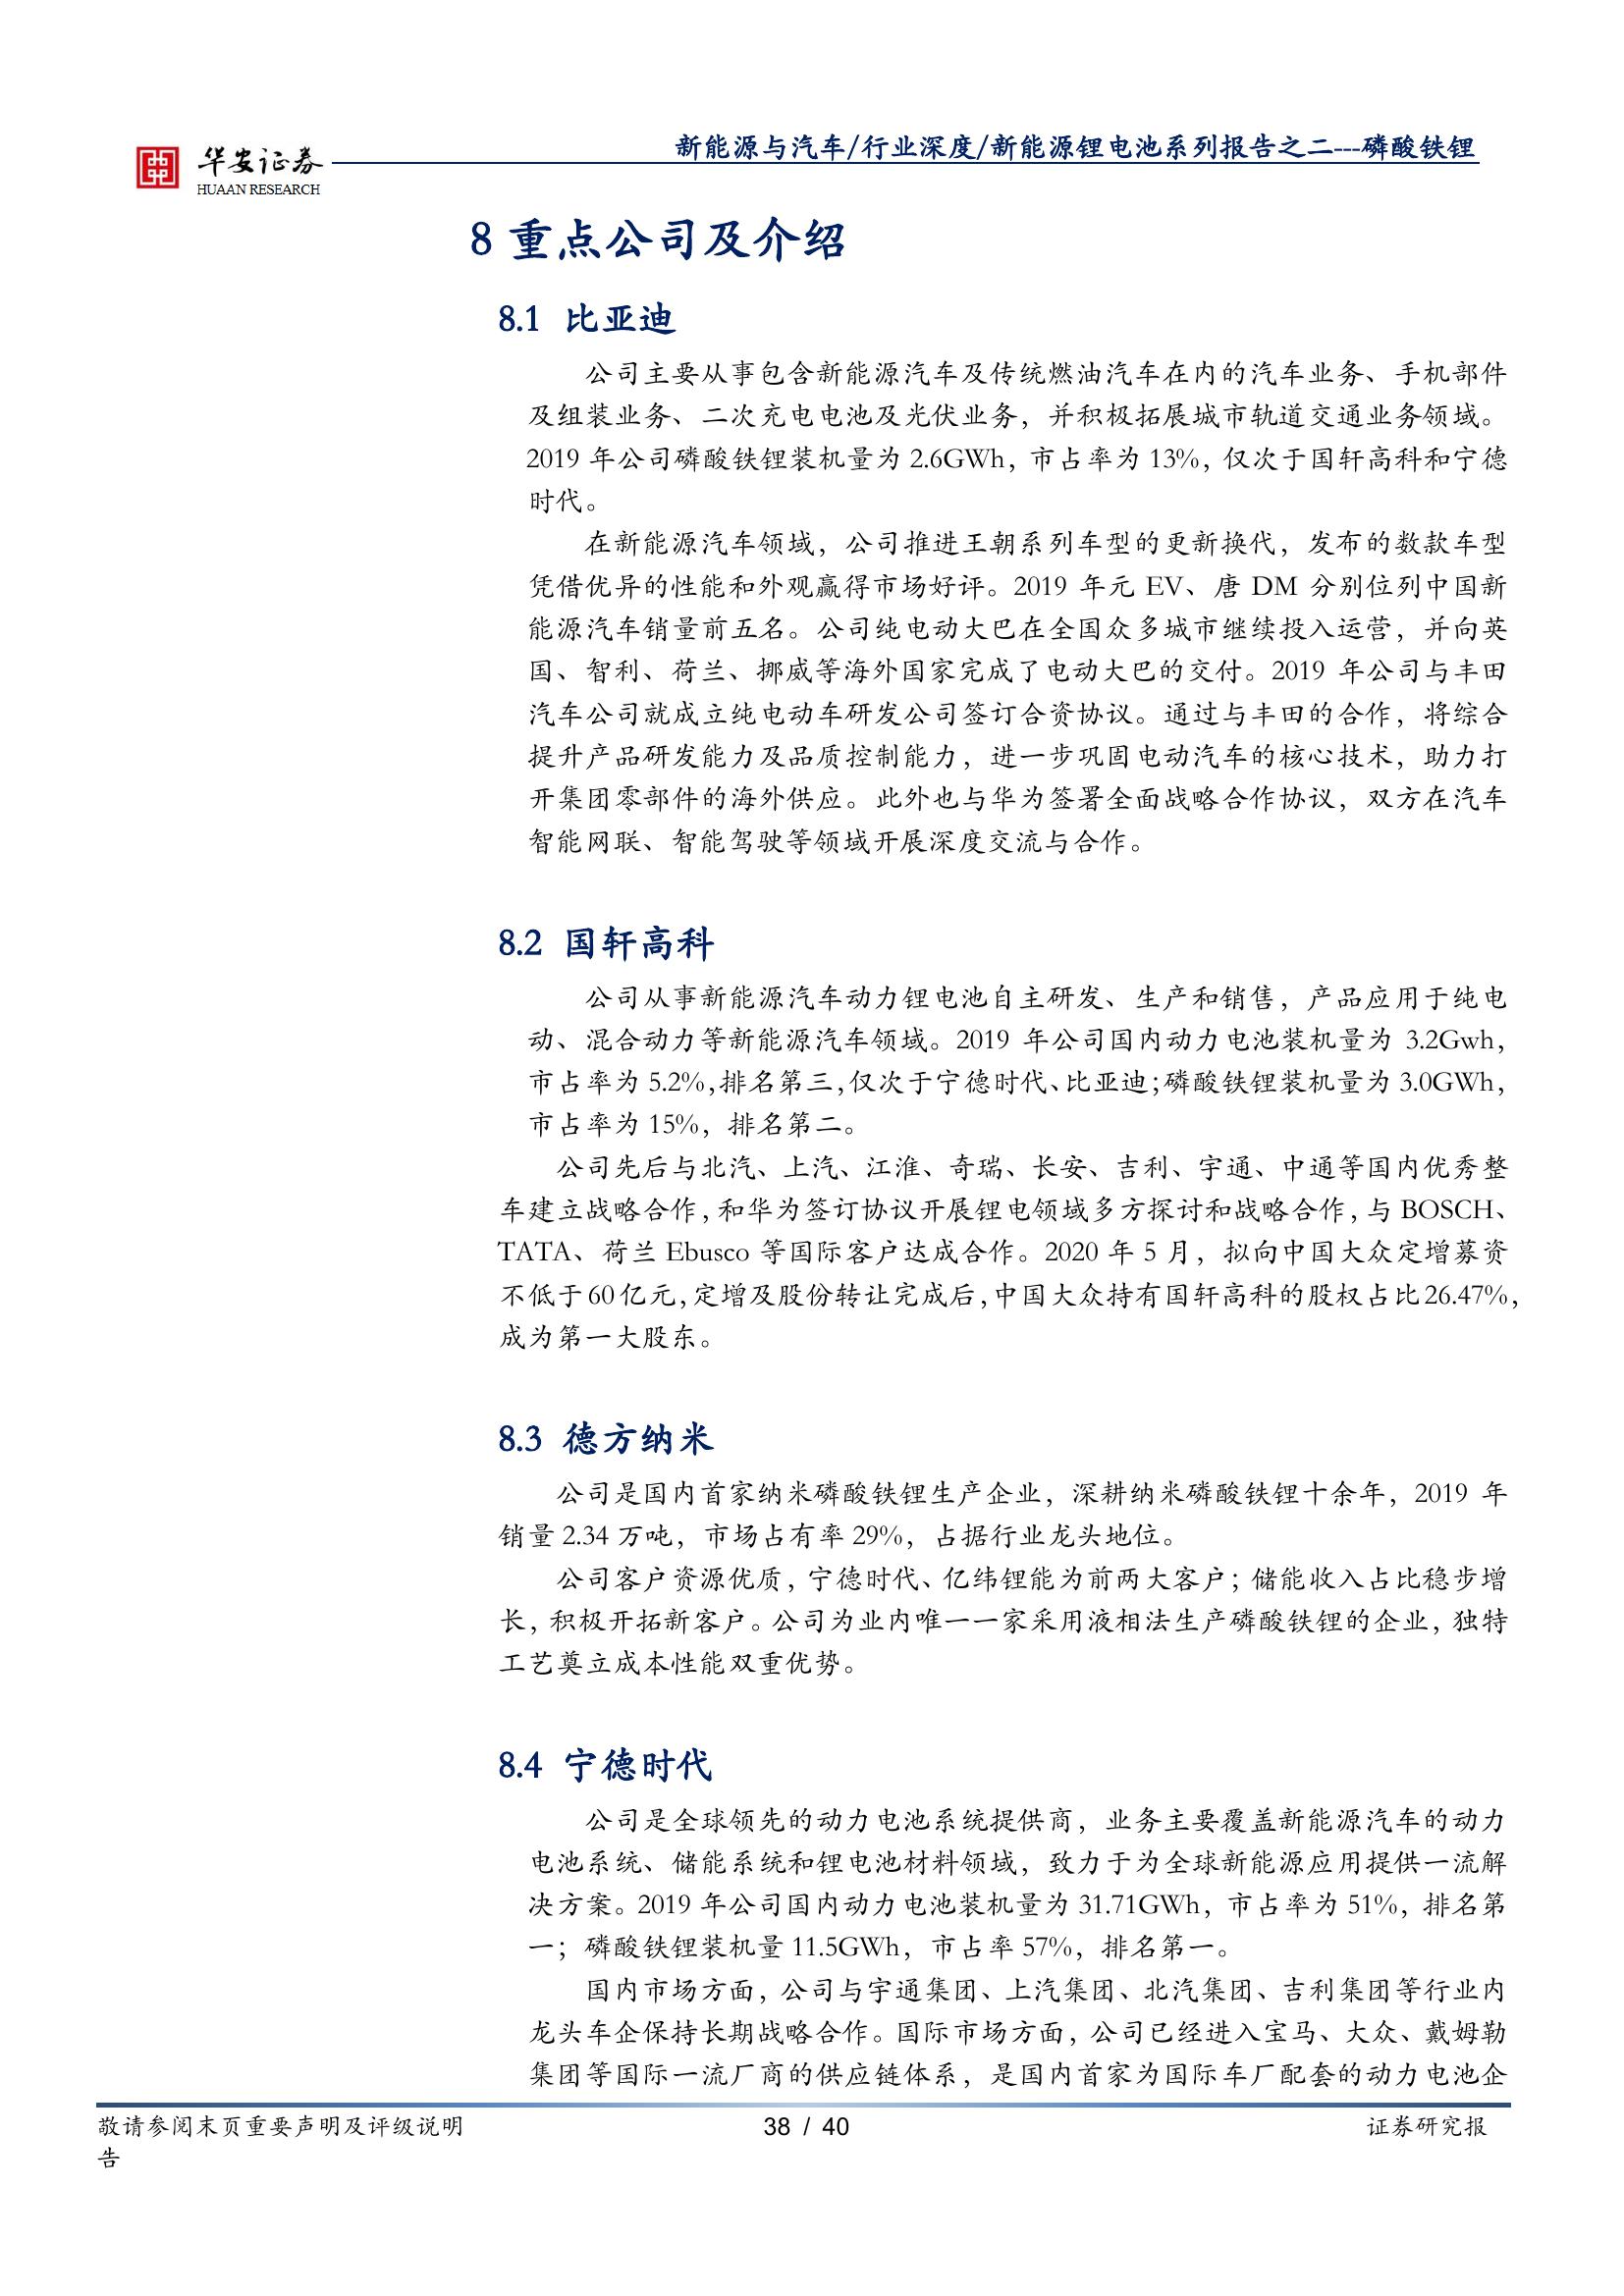 华安证券
HUAAN RESEARCH
新能源与汽车/行业深度/新能源锂电池系列报告之二---磷酸铁锂
8 重点公司及介绍
8.1 比亚迪
公司主要从事包含新能源汽车及传统燃油汽车在内的汽车业务、手机部件
及组装业务、二次充电电池及光伏业务，并积极拓展城市轨道交通业务领域。
2019 年公司磷酸铁锂装机量为 2.6GWh，市占率为 13%，仅次于国轩高科和宁德
时代。
在新能源汽车领域，公司推进王朝系列车型的更新换代，发布的数款车型
凭借优异的性能和外观赢得市场好评。2019 年元 EV、唐 DM 分别位列中国新
能源汽车销量前五名。公司纯电动大巴在全国众多城市继续投入运营，并向英
国、智利、荷兰、挪威等海外国家完成了电动大巴的交付。2019 年公司与丰田
汽车公司就成立纯电动车研发公司签订合资协议。通过与丰田的合作，将综合
提升产品研发能力及品质控制能力，进一步巩固电动汽车的核心技术，助力打
开集团零部件的海外供应。此外也与华为签署全面战略合作协议，双方在汽车
智能网联、智能驾驶等领域开展深度交流与合作。
8.2 国轩高科
公司从事新能源汽车动力锂电池自主研发、生产和销售，产品应用于纯电
动、混合动力等新能源汽车领域。2019 年公司国内动力电池装机量为 3.2Gwh，
市占率为 5.2%，排名第三，仅次于宁德时代、比亚迪；磷酸铁锂装机量为 3.0GWh，
市占率为 15%，排名第二。
公司先后与北汽、上汽、江淮、奇瑞、长安、吉利、宇通、中通等国内优秀整
车建立战略合作，和华为签订协议开展锂电领域多方探讨和战略合作，与 BOSCH、
TATA、荷兰 Ebusco 等国际客户达成合作。2020 年 5 月，拟向中国大众定增募资
不低于 60 亿元，定增及股份转让完成后，中国大众持有国轩高科的股权占比 26.47%，
成为第一大股东。
8.3 德方纳米
公司是国内首家纳米磷酸铁锂生产企业，深耕纳米磷酸铁锂十余年，2019 年
销量 2.34 万吨，市场占有率 29%，占据行业龙头地位。
公司客户资源优质，宁德时代、亿纬锂能为前两大客户；储能收入占比稳步增
长，积极开拓新客户。公司为业内唯一一家采用液相法生产磷酸铁锂的企业，独特
工艺奠立成本性能双重优势。
8.4 宁德时代
公司是全球领先的动力电池系统提供商，业务主要覆盖新能源汽车的动力
电池系统、储能系统和锂电池材料领域，致力于为全球新能源应用提供一流解
决方案。2019 年公司国内动力电池装机量为 31.71GWh，市占率为 51%，排名第
一；磷酸铁锂装机量 11.5GWh，市占率 57%，排名第一。
国内市场方面，公司与宇通集团、上汽集团、北汽集团、吉利集团等行业内
龙头车企保持长期战略合作。国际市场方面，公司已经进入宝马、大众、戴姆勒
集团等国际一流厂商的供应链体系，是国内首家为国际车厂配套的动力电池企
敬请参阅末页重要声明及评级说明 38 / 40 证券研究报
告